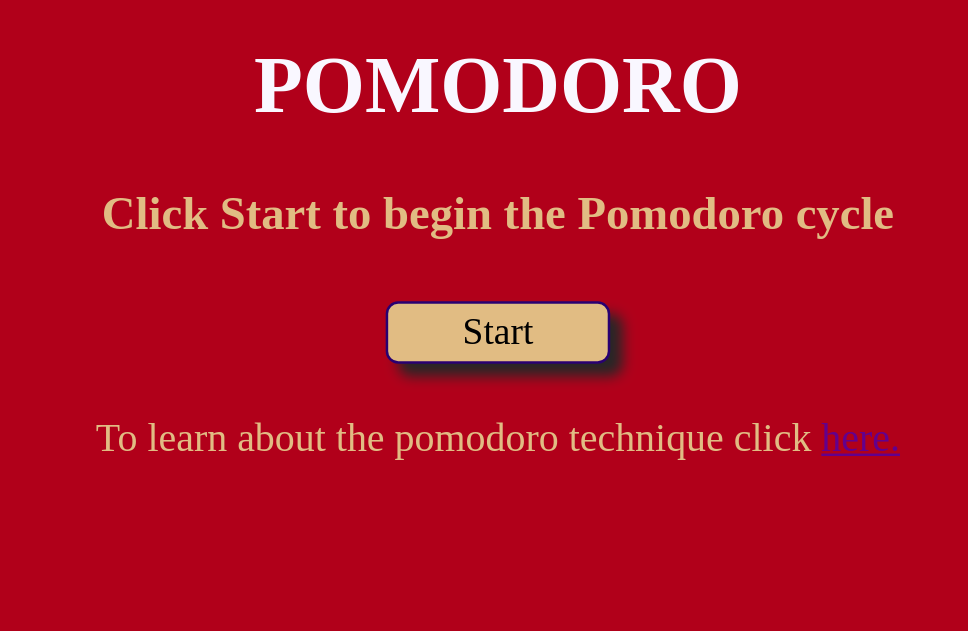 POMODORO
Click Start to begin the Pomodoro cycle
Start
To learn about the pomodoro technique click here.